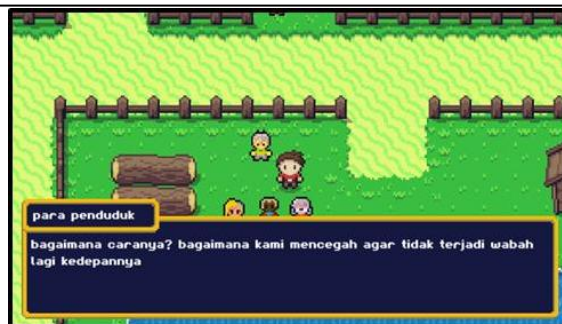 para penduduk
bagaimana caranya? bagaimana kami mencegah agar tidak terjadi wabah
lagi kedepannya